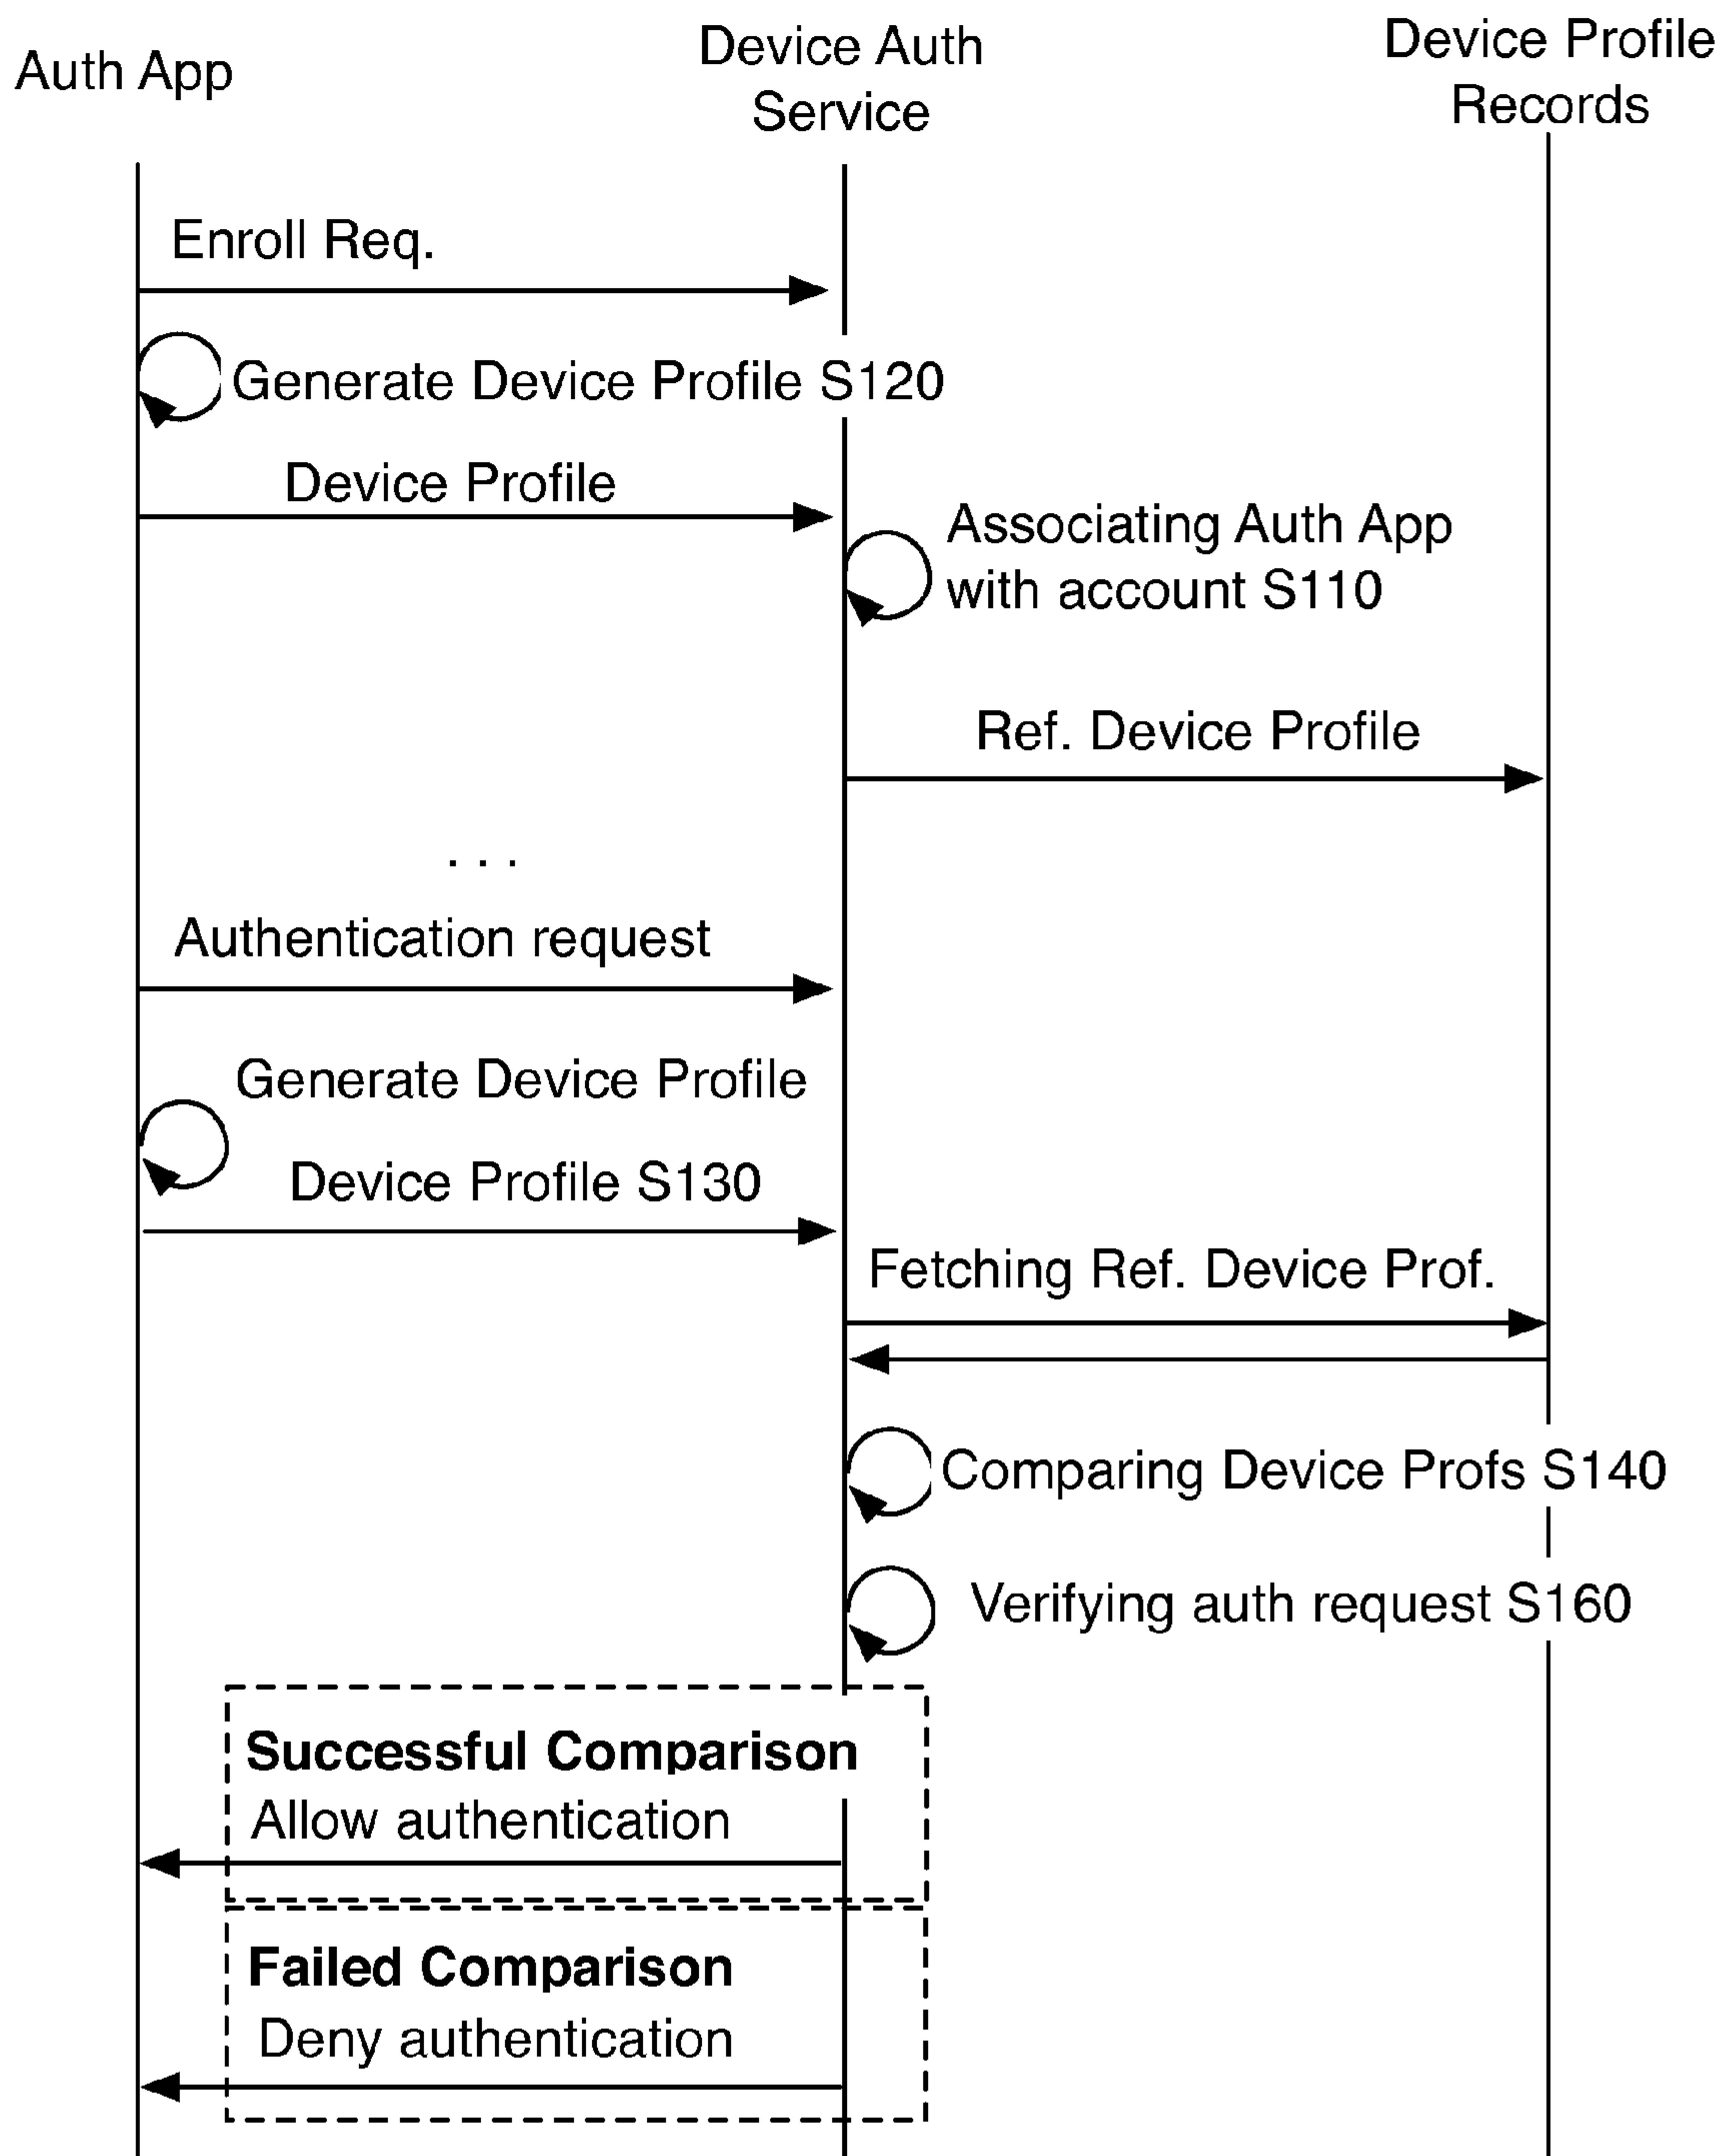 Auth App
Device Auth
Service
Device Profile
Records
Enroll Req.
Generate Device Profile S120
Device Profile
Associating Auth App
with account S110
Ref. Device Profile
. . .
Authentication request
Generate Device Profile
Device Profile S130
Fetching Ref. Device Prof.
Comparing Device Profs S140
Verifying auth request S160
Successful Comparison
Allow authentication
Failed Comparison
Deny authentication